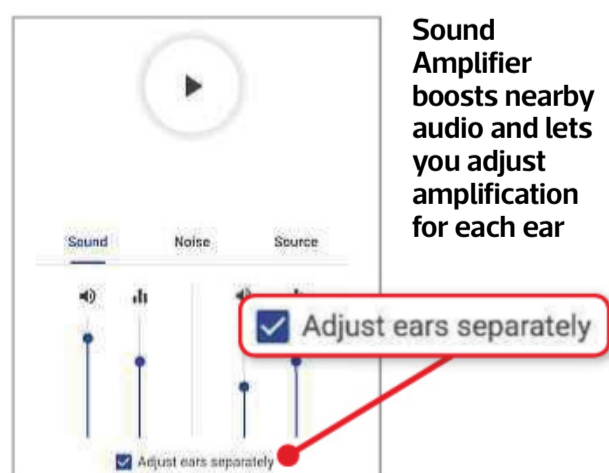 Sound
Amplifier
boosts nearby
audio and lets
you adjust
amplification
for each ear
Sound Noise Source
Adjust ears separately
Adjust ears separately